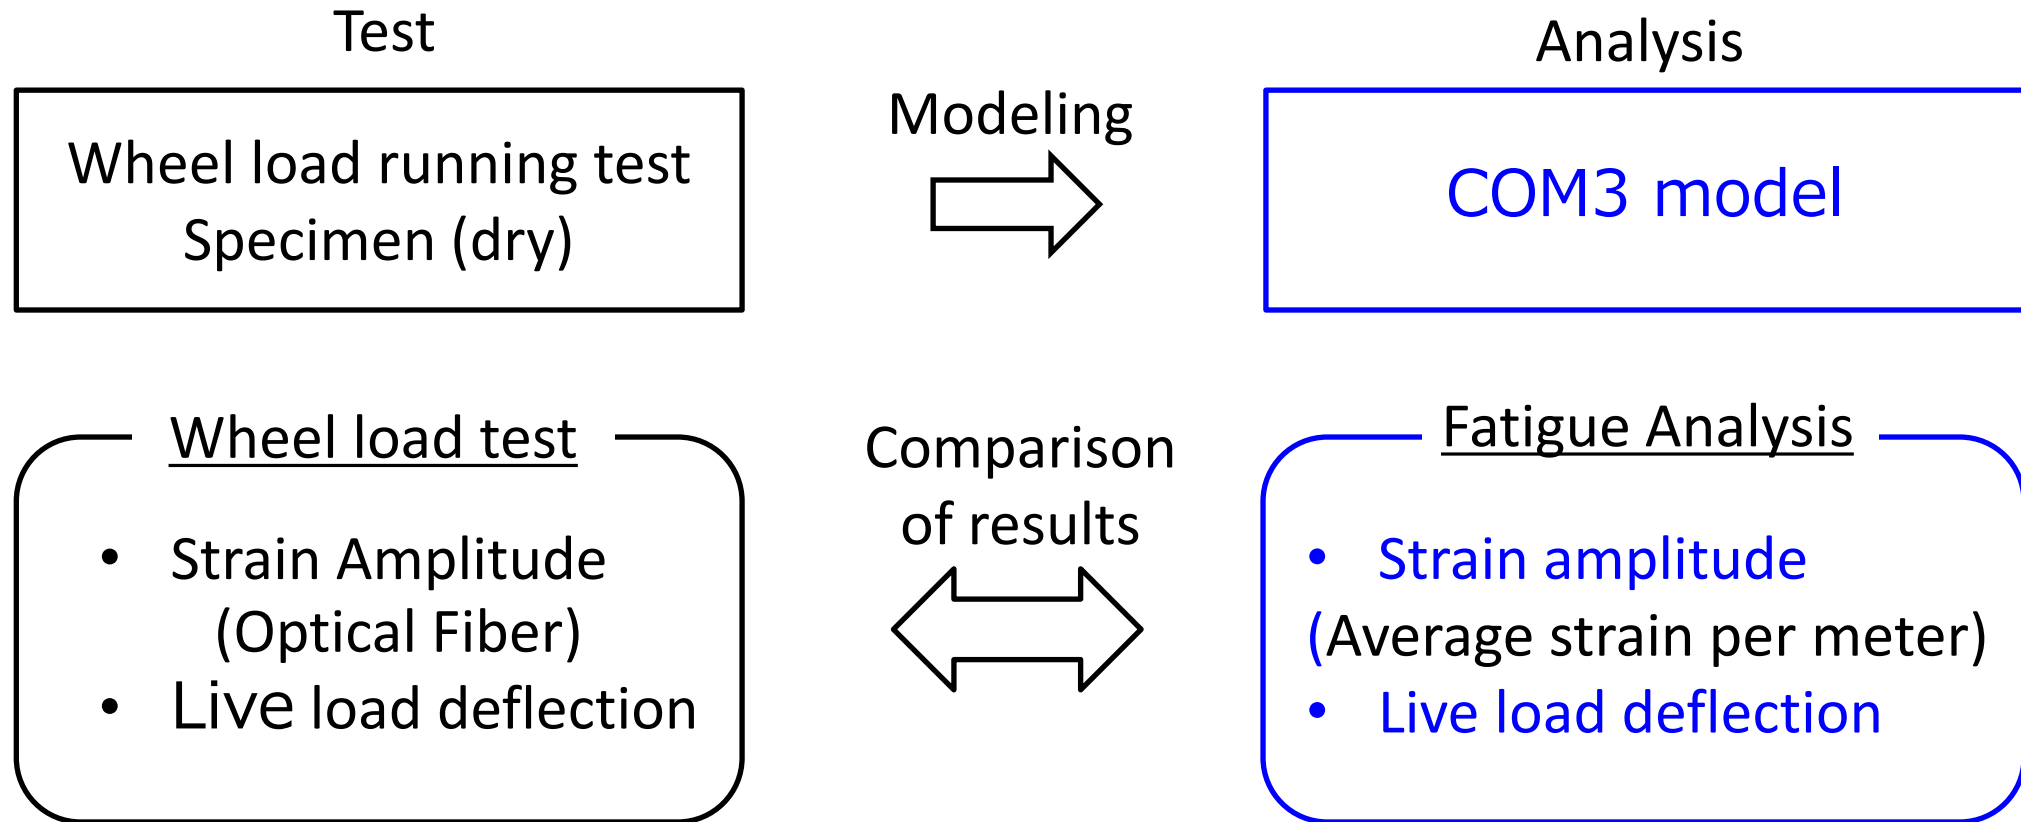 Test
Wheel load running test
Specimen (dry)
Modeling
Analysis
COM3 model
Wheel load test
• Strain Amplitude
(Optical Fiber)
• Live load deflection
Comparison
of results
Fatigue Analysis
• Strain amplitude
(Average strain per meter)
• Live load deflection